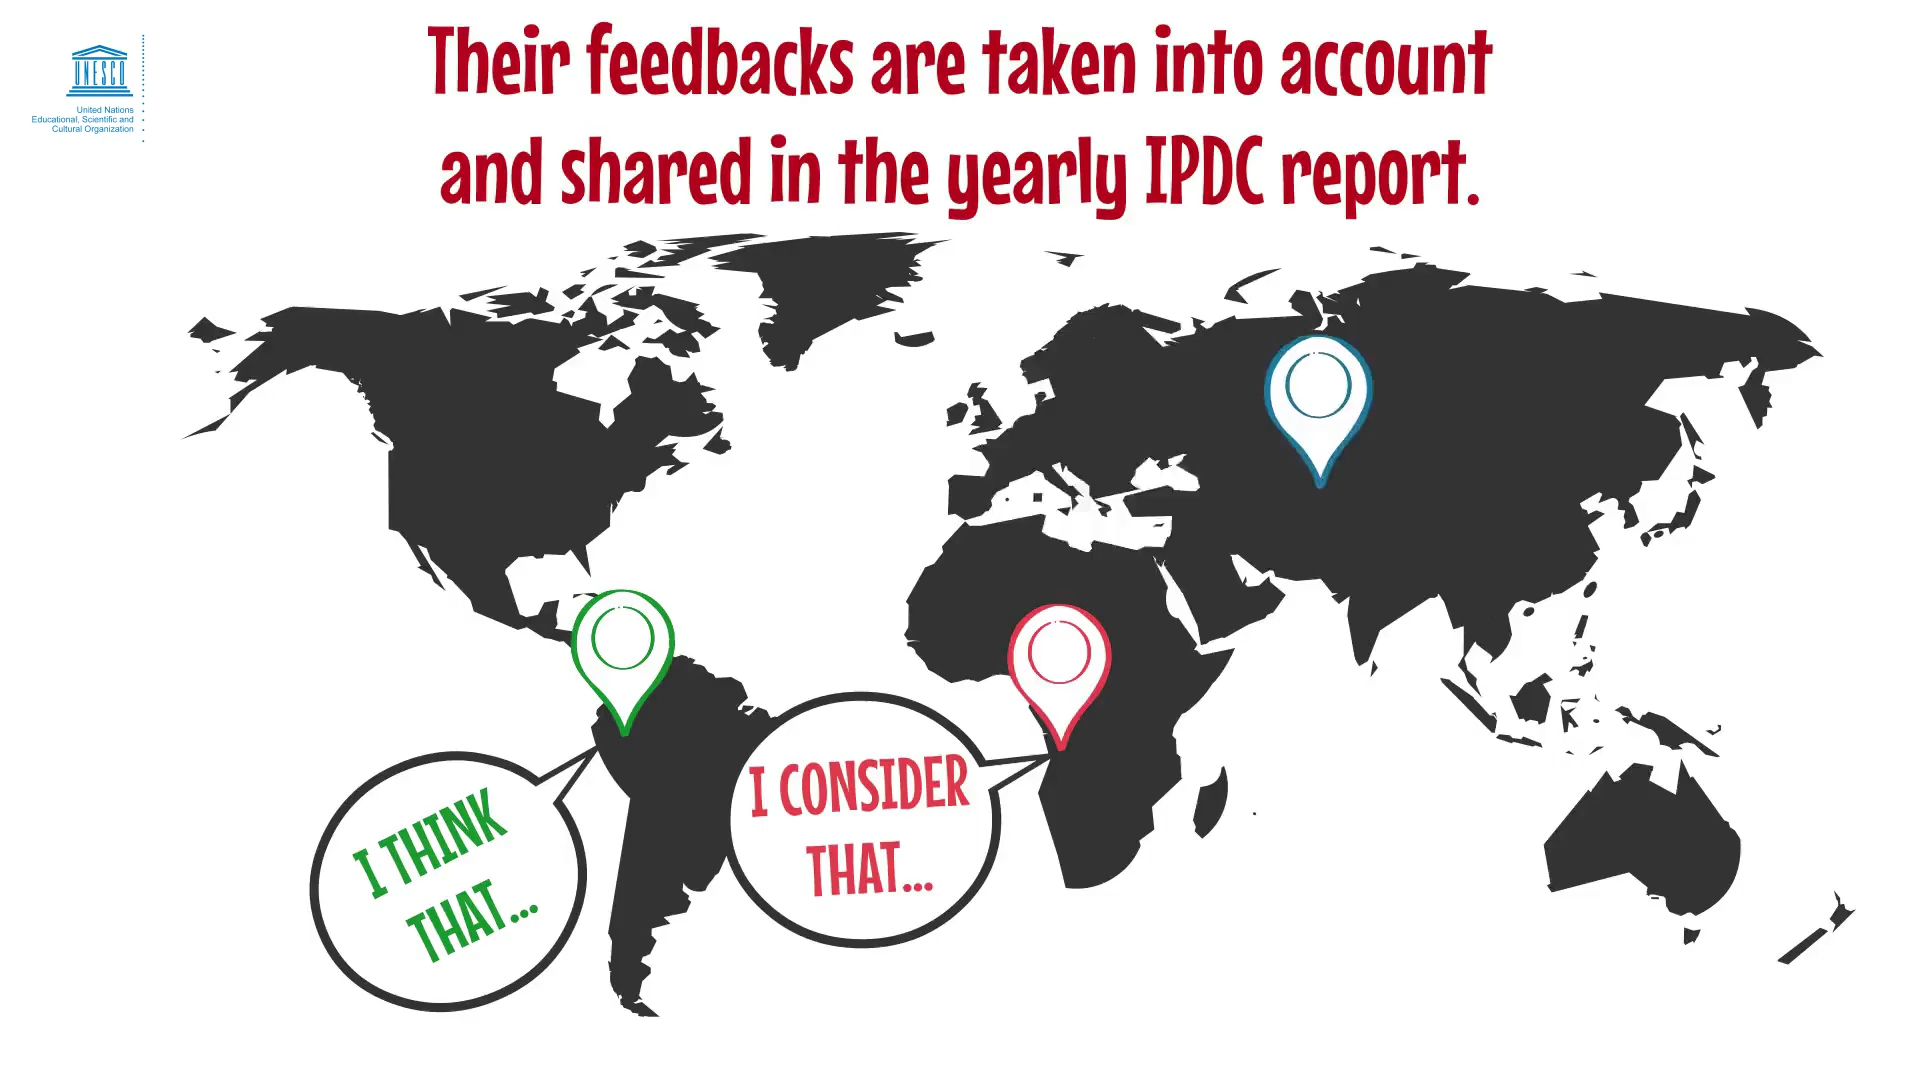 UNESCO
United Nations
Educational, Scientific and
Cultural Organization
Their feedbacks are taken into account
and shared in the yearly IPDC report.
I THINK
THAT...
I CONSIDER
THAT...